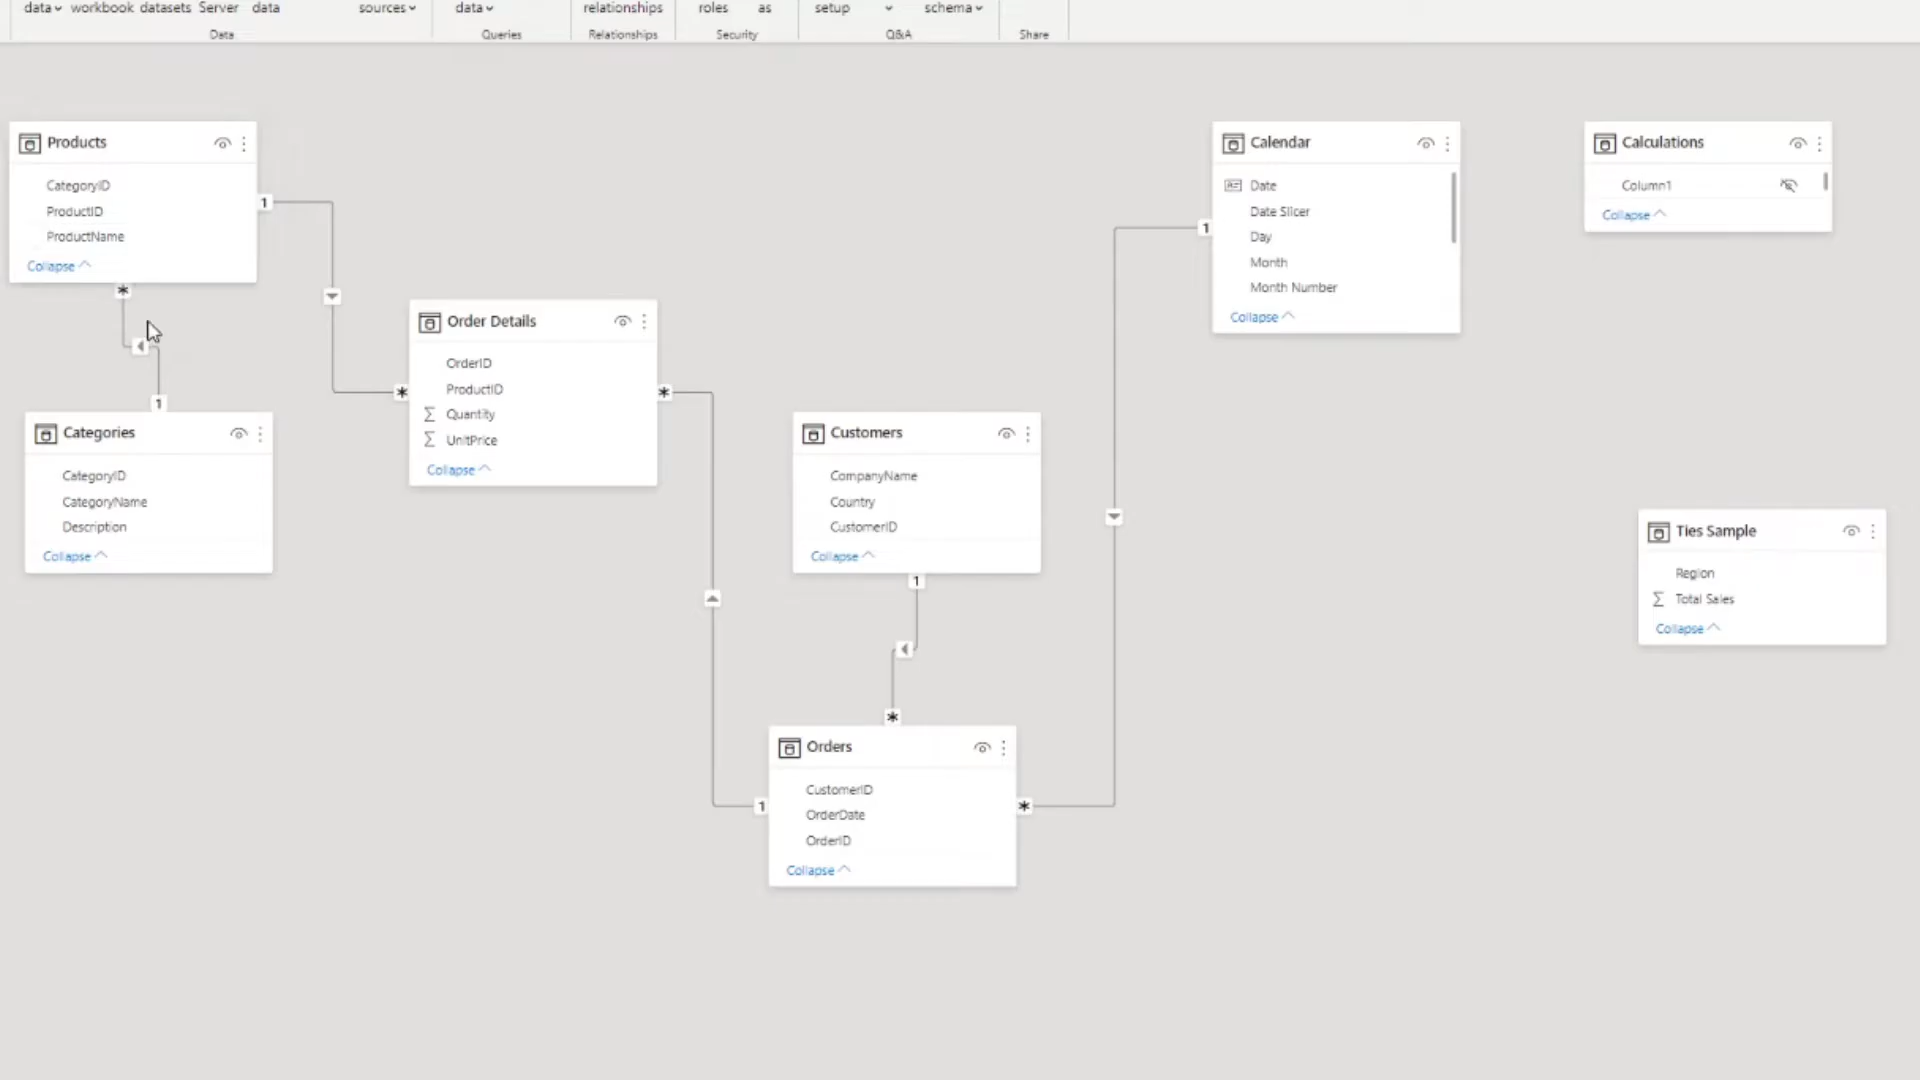 data workbook datasets Server data sources data relationships roles as setup schema
Data Queries Relationships Security Q&A Share
Products
CategoryID
ProductID
ProductName
Collapse
1
*
*
1
Categories
CategoryID
CategoryName
Description
Collapse
Order Details
OrderID
ProductID
Σ Quantity
Σ UnitPrice
Collapse
*
1
Customers
CompanyName
Country
CustomerID
Collapse
1
*
Orders
CustomerID
OrderDate
OrderID
Collapse
*
1
Calendar
Date
Date Slicer
Day
Month
Month Number
Collapse
Calculations
Column1
Collapse
Ties Sample
Region
Σ Total Sales
Collapse